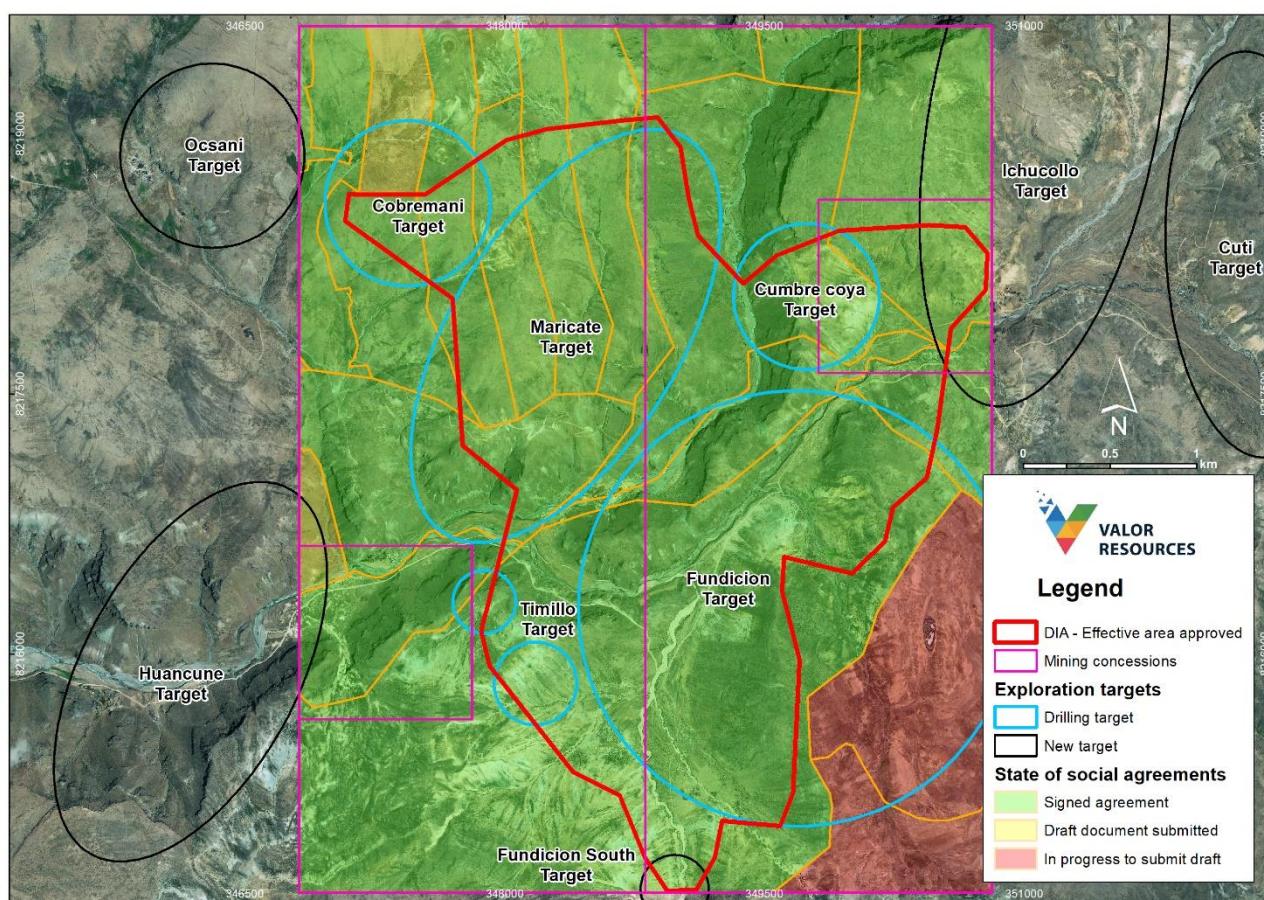 346500
348000
349500
351000
8219000
8217500
8216000
Ocsani
Target
Cobremani
Target
Maricate
Target
Cumbre coya
Target
Ichucollo
Target
Cuti
Target
Huancune
Target
Timillo
Target
Fundicion
Target
Fundicion South
Target
N
0
0.5
1
km
VALOR
RESOURCES
Legend
DIA - Effective area approved
Mining concessions
Exploration targets
Drilling target
New target
State of social agreements
Signed agreement
Draft document submitted
In progress to submit draft
346500
348000
349500
351000